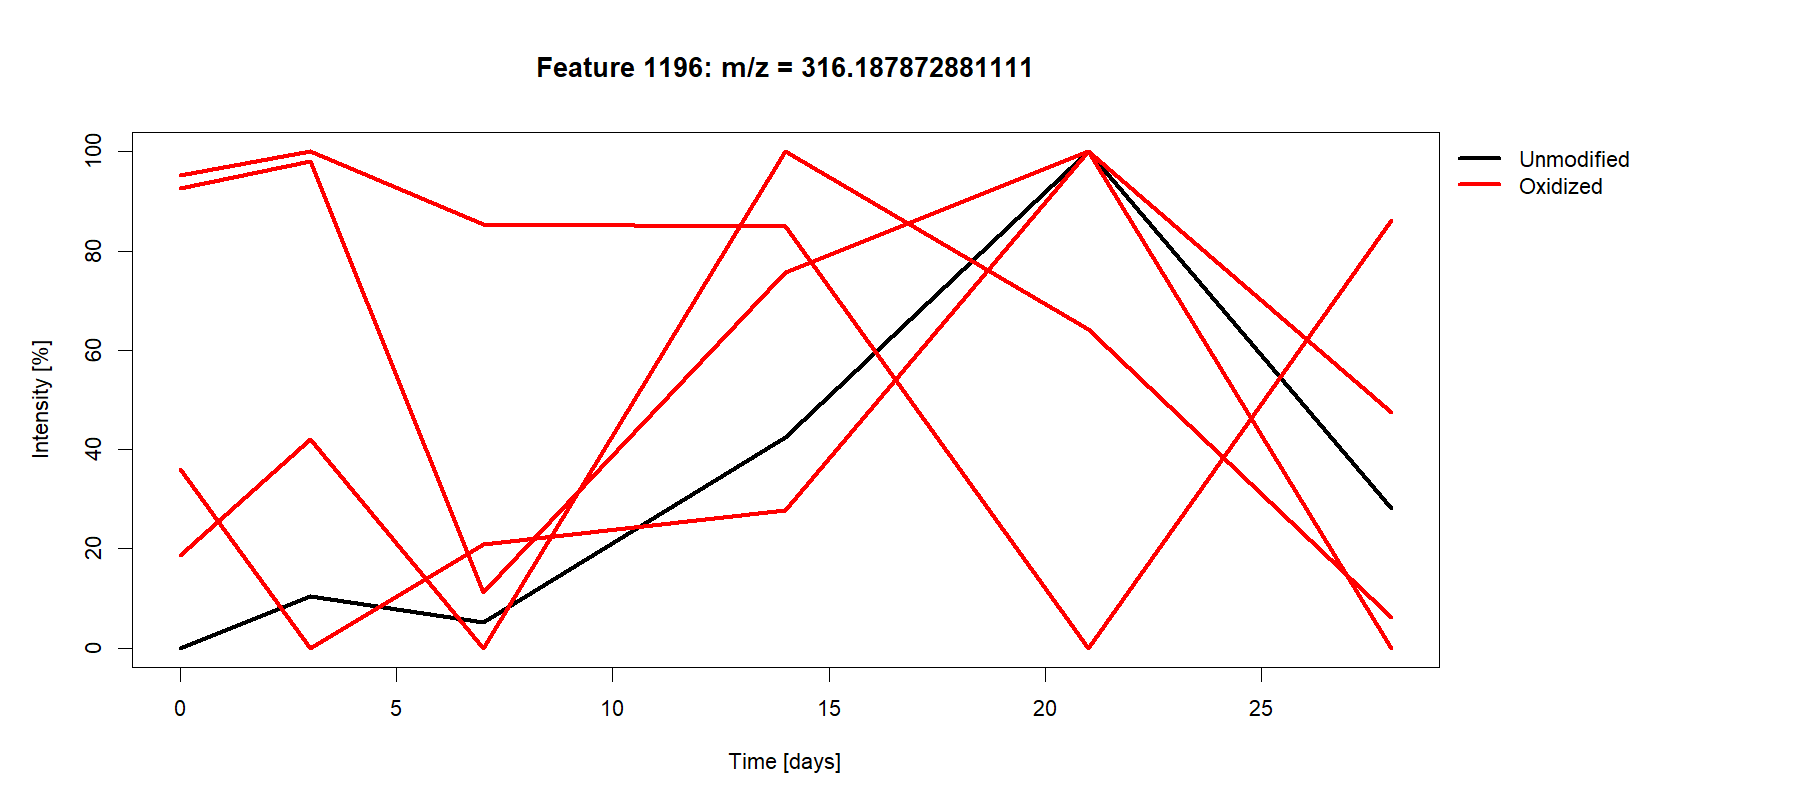 Feature 1196: m/z = 316.187872881111
Unmodified
Oxidized
Intensity [%]
100
80
60
40
20
0
0 5 10 15 20 25
Time [days]